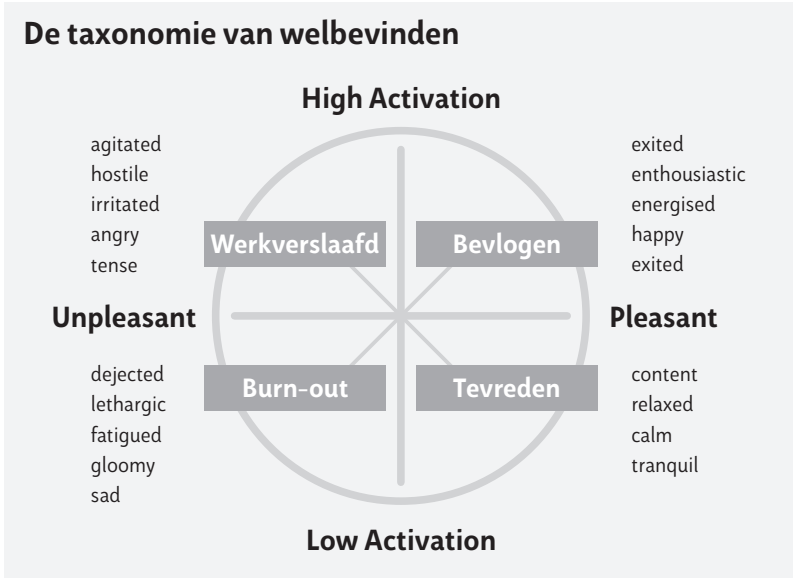 De taxonomie van welbevinden
High Activation
agitated
hostile
irritated
angry
tense
exited
enthousiastic
energised
happy
exited
Werkverslaafd
Bevlogen
Unpleasant
Pleasant
Burn-out
Tevreden
dejected
lethargic
fatigued
gloomy
sad
content
relaxed
calm
tranquil
Low Activation